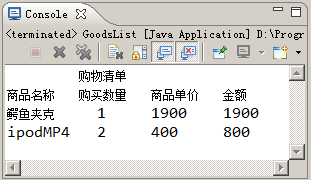 Console
<terminated> GoodsList [Java Application] D:\Progr
购物清单
商品名称 购买数量 商品单价 金额
鳄鱼夹克 1 1900 1900
ipodMP4 2 400 800